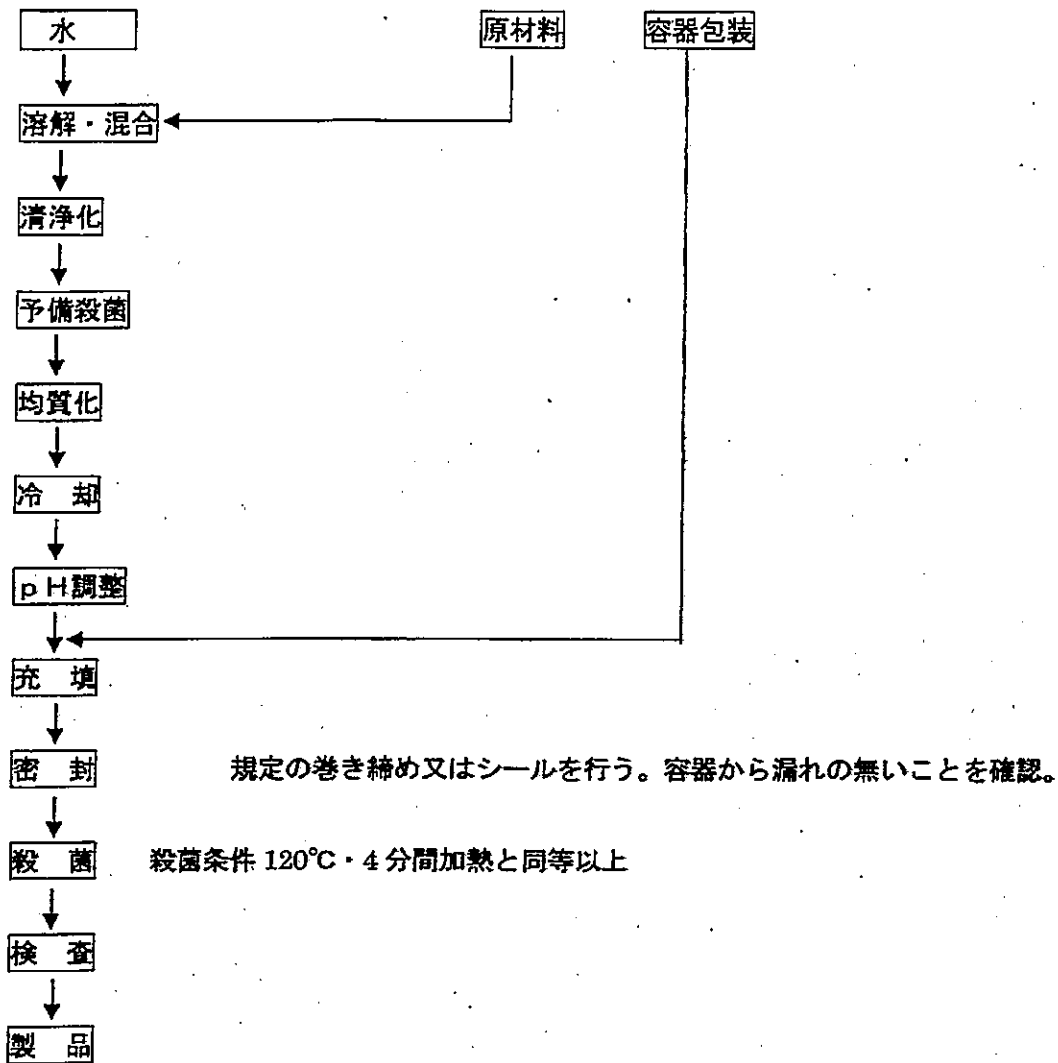 水 原材料 容器包装
溶解・混合
清浄化
予備殺菌
均質化
冷 却
pH調整
充 填
密 封 規定の巻き締め又はシールを行う。容器から漏れの無いことを確認。
殺 菌 殺菌条件 120℃・4分間加熱と同等以上
検 査
製 品